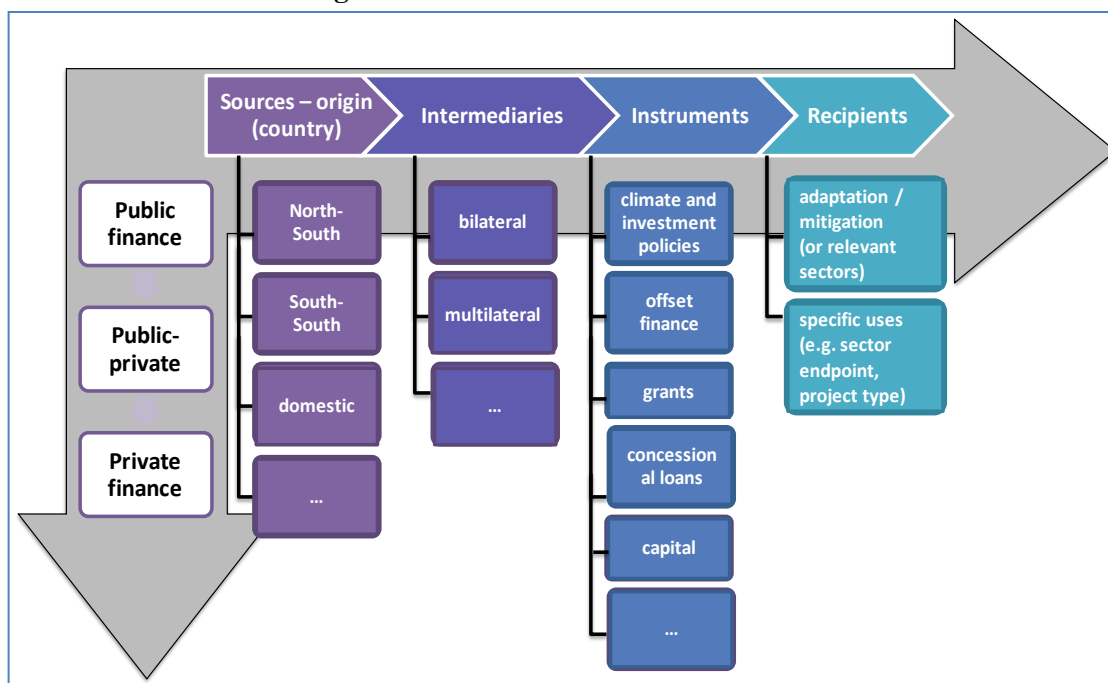 Sources – origin
(country)
Intermediaries
Instruments
Recipients
Public
finance
Public-
private
Private
finance
North-
South
South-
South
domestic
...
bilateral
multilateral
...
climate and
investment
policies
offset
finance
grants
concession
al loans
capital
...
adaptation /
mitigation
(or relevant
sectors)
specific uses
(e.g. sector
endpoint,
project type)